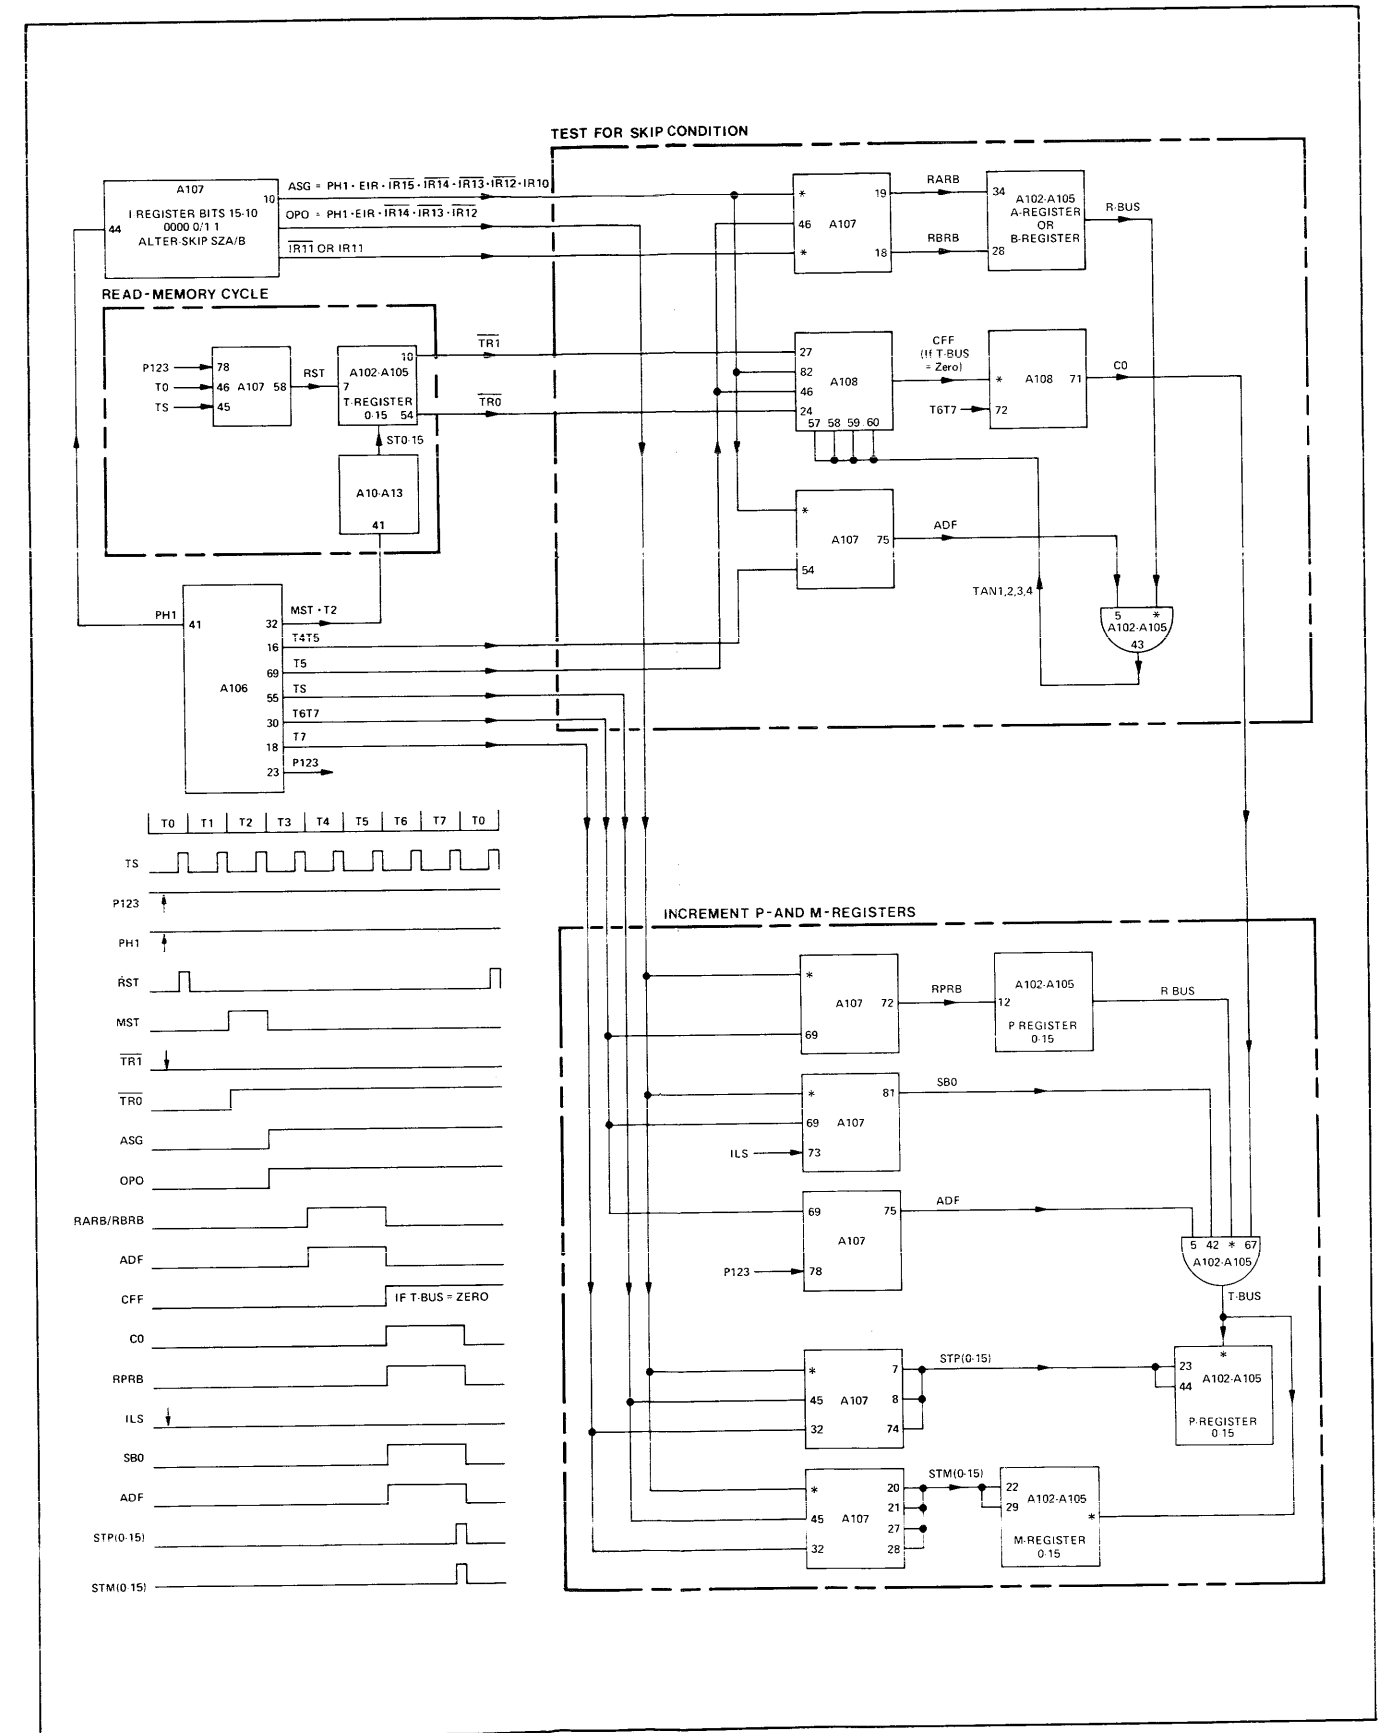 TEST FOR SKIP CONDITION
A107
10
I REGISTER BITS 15-10
0000 0/1 1
ALTER-SKIP SZA/B
44
ASG = PH1 · EIR · IR15 · IR14 · IR13 · IR12 · IR10
OPO = PH1 · EIR · IR14 · IR13 · IR12
IR11 OR IR11
*
46
*
A107
19
18
RARB
RBRB
34
28
A102-A105
A-REGISTER
OR
B-REGISTER
R-BUS
READ-MEMORY CYCLE
P123
T0
TS
78
46
45
A107
58
RST
10
A102-A105
7
T-REGISTER
0-15
54
ST0-15
A10-A13
41
TR1
TR0
27
82
46
24
A108
57 58 59 60
CFF
(If T-BUS
= Zero)
*
A108
71
T6T7
72
C0
*
A107
75
54
ADF
TAN1,2,3,4
5
*
A102-A105
43
PH1
41
A106
32
16
69
55
30
18
23
MST · T2
T4T5
T5
TS
T6T7
T7
P123
T0 T1 T2 T3 T4 T5 T6 T7 T0
TS
P123
PH1
RST
MST
TR1
TR0
ASG
OPO
RARB/RBRB
ADF
CFF
IF T-BUS = ZERO
C0
RPRB
ILS
SB0
ADF
STP(0-15)
STM(0-15)
INCREMENT P-AND M-REGISTERS
*
A107
72
69
RPRB
12
A102-A105
P REGISTER
0-15
R BUS
*
81
69
A107
ILS
73
SB0
69
75
A107
P123
78
ADF
5 42 * 67
A102-A105
T-BUS
*
45
32
A107
7
8
74
STP(0-15)
*
23
44
A102-A105
P-REGISTER
0 15
*
45
32
A107
20
21
27
28
STM(0-15)
22
29
A102-A105
*
M-REGISTER
0-15